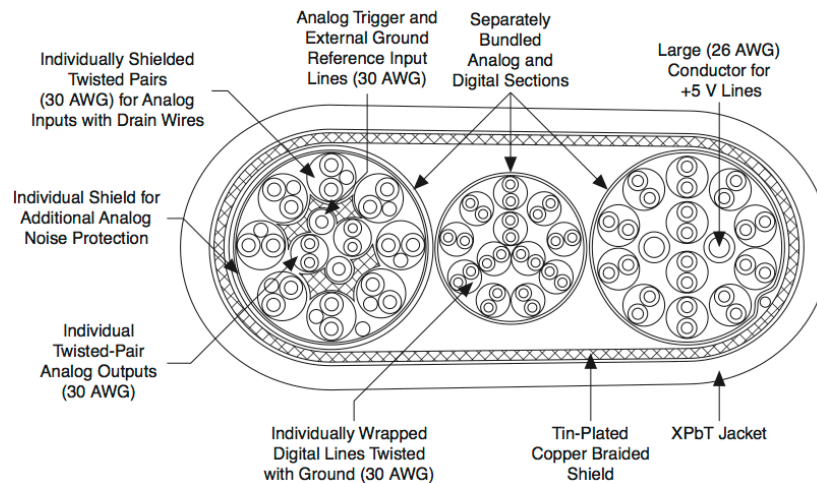 Analog Trigger and
External Ground
Reference Input
Lines (30 AWG)
Separately
Bundled
Analog and
Digital Sections
Large (26 AWG)
Conductor for
+5 V Lines
Individually Shielded
Twisted Pairs
(30 AWG) for Analog
Inputs with Drain Wires
Individual Shield for
Additional Analog
Noise Protection
Individual
Twisted-Pair
Analog Outputs
(30 AWG)
Individually Wrapped
Digital Lines Twisted
with Ground (30 AWG)
Tin-Plated
Copper Braided
Shield
XPbT Jacket